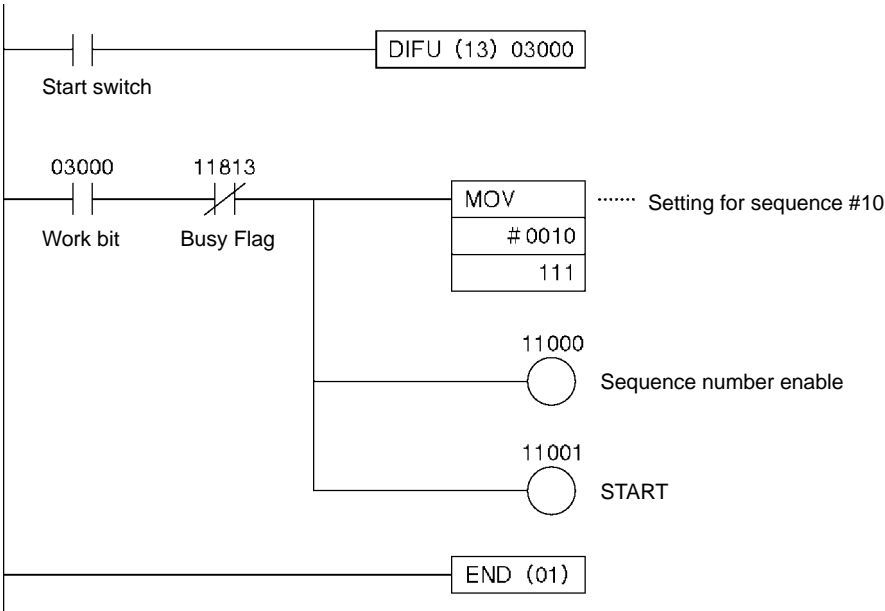 DIFU (13) 03000
Start switch
03000 11813
MOV
...... Setting for sequence #10
Work bit Busy Flag
# 0010
111
11000
Sequence number enable
11001
START
END (01)